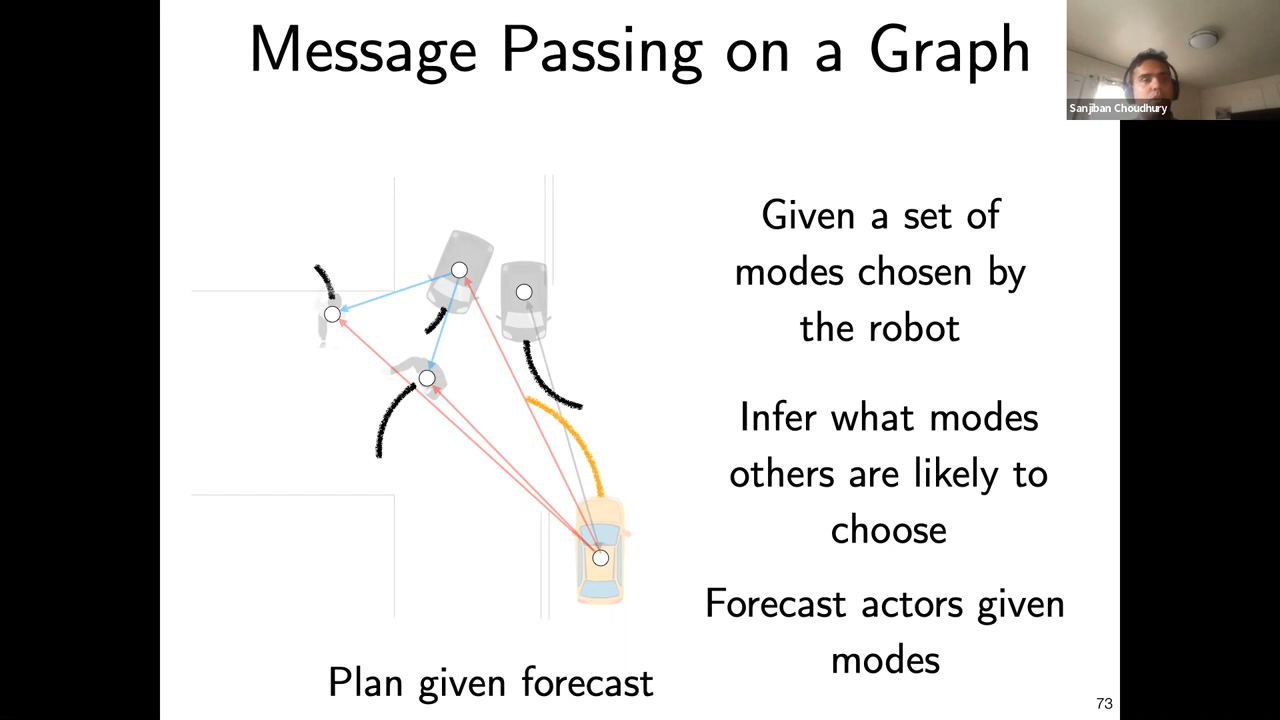 Message Passing on a Graph
Sanjiban Choudhury
Given a set of
modes chosen by
the robot
Infer what modes
others are likely to
choose
Forecast actors given
modes
Plan given forecast
73